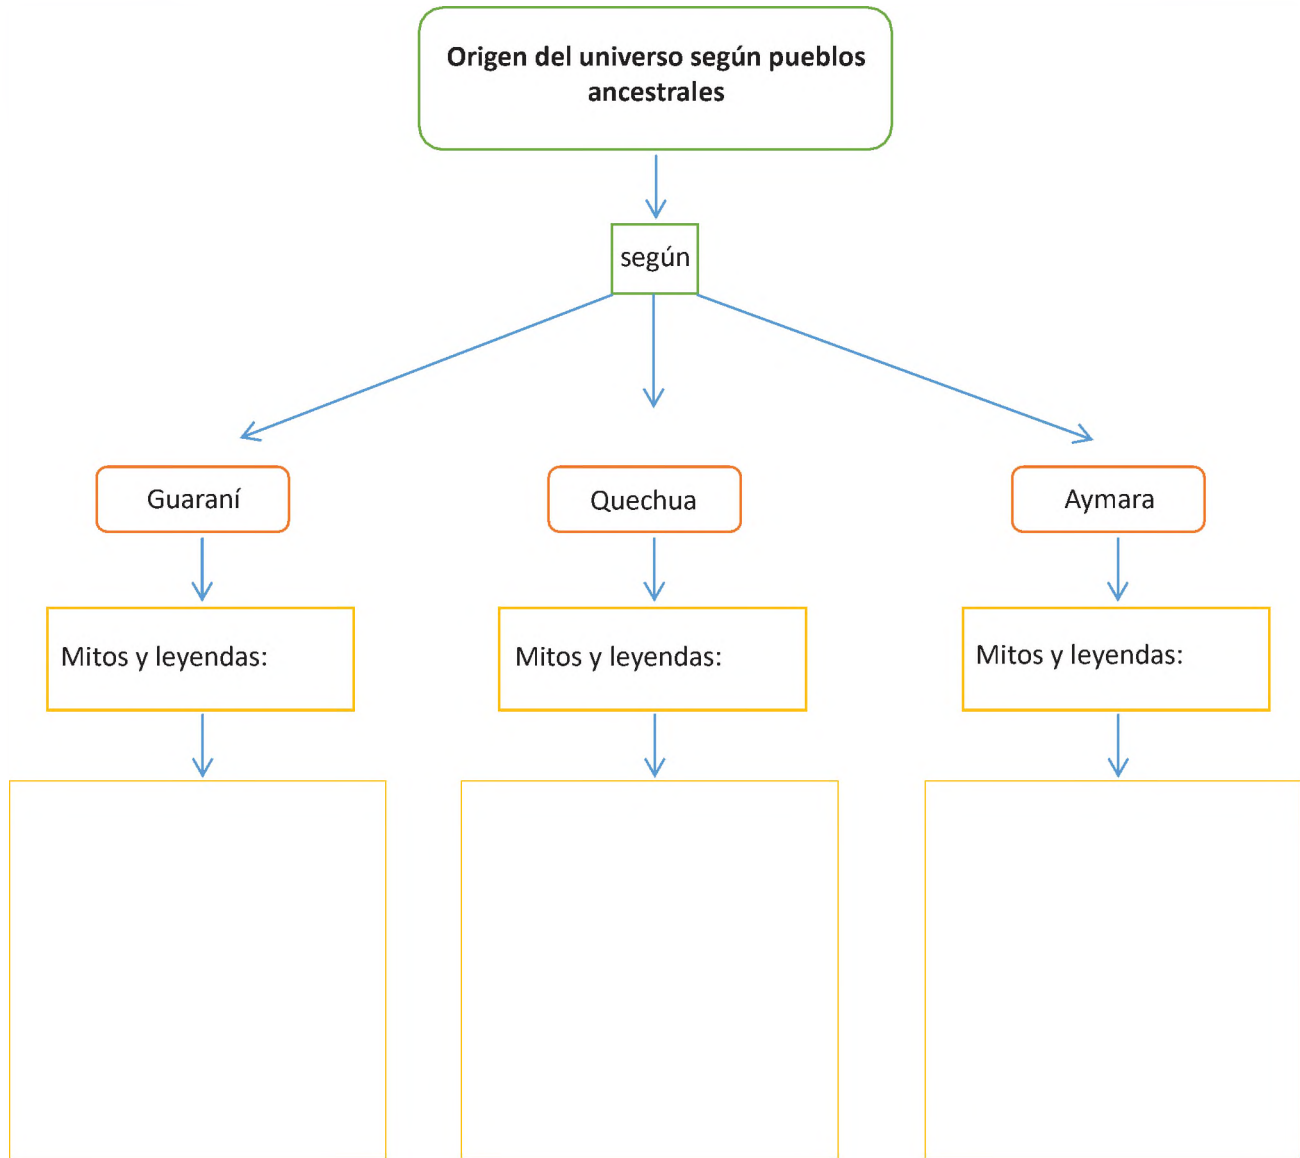 Origen del universo según pueblos
ancestrales
según
Guaraní
Quechua
Aymara
Mitos y leyendas:
Mitos y leyendas:
Mitos y leyendas: